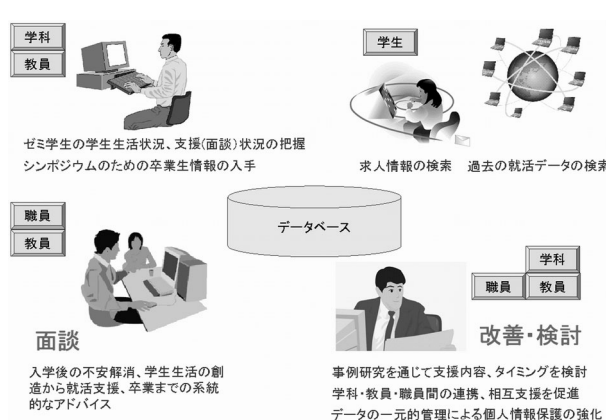 学科
教員
ゼミ学生の学生生活状況、支援(面談)状況の把握
シンポジウムのための卒業生情報の入手
学生
求人情報の検索
過去の就活データの検索
データベース
職員
教員
面談
入学後の不安解消、学生生活の創
造から就活支援、卒業までの系統
的なアドバイス
学科
職員
教員
改善・検討
事例研究を通じて支援内容、タイミングを検討
学科・教員・職員間の連携、相互支援を促進
データの一元的管理による個人情報保護の強化